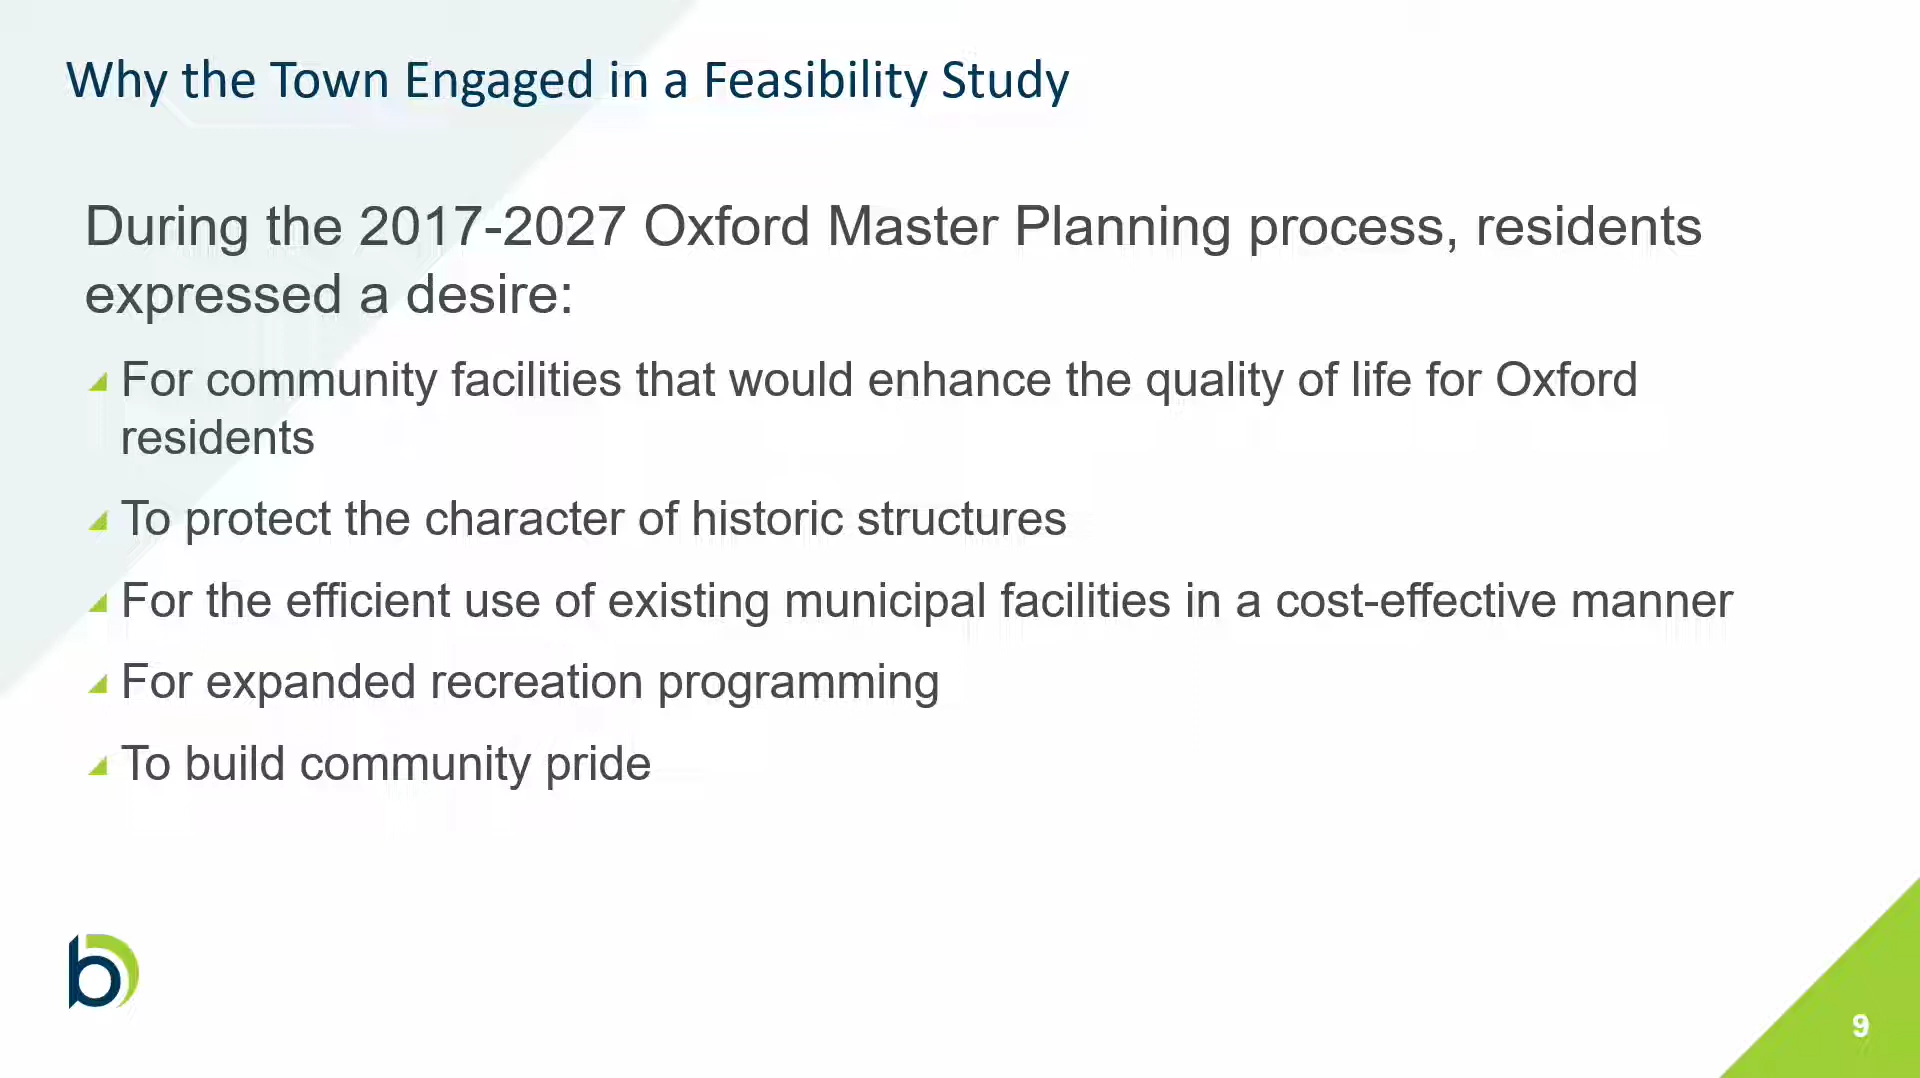 Why the Town Engaged in a Feasibility Study
During the 2017-2027 Oxford Master Planning process, residents
expressed a desire:
For community facilities that would enhance the quality of life for Oxford
residents
To protect the character of historic structures
For the efficient use of existing municipal facilities in a cost-effective manner
For expanded recreation programming
To build community pride
b
9